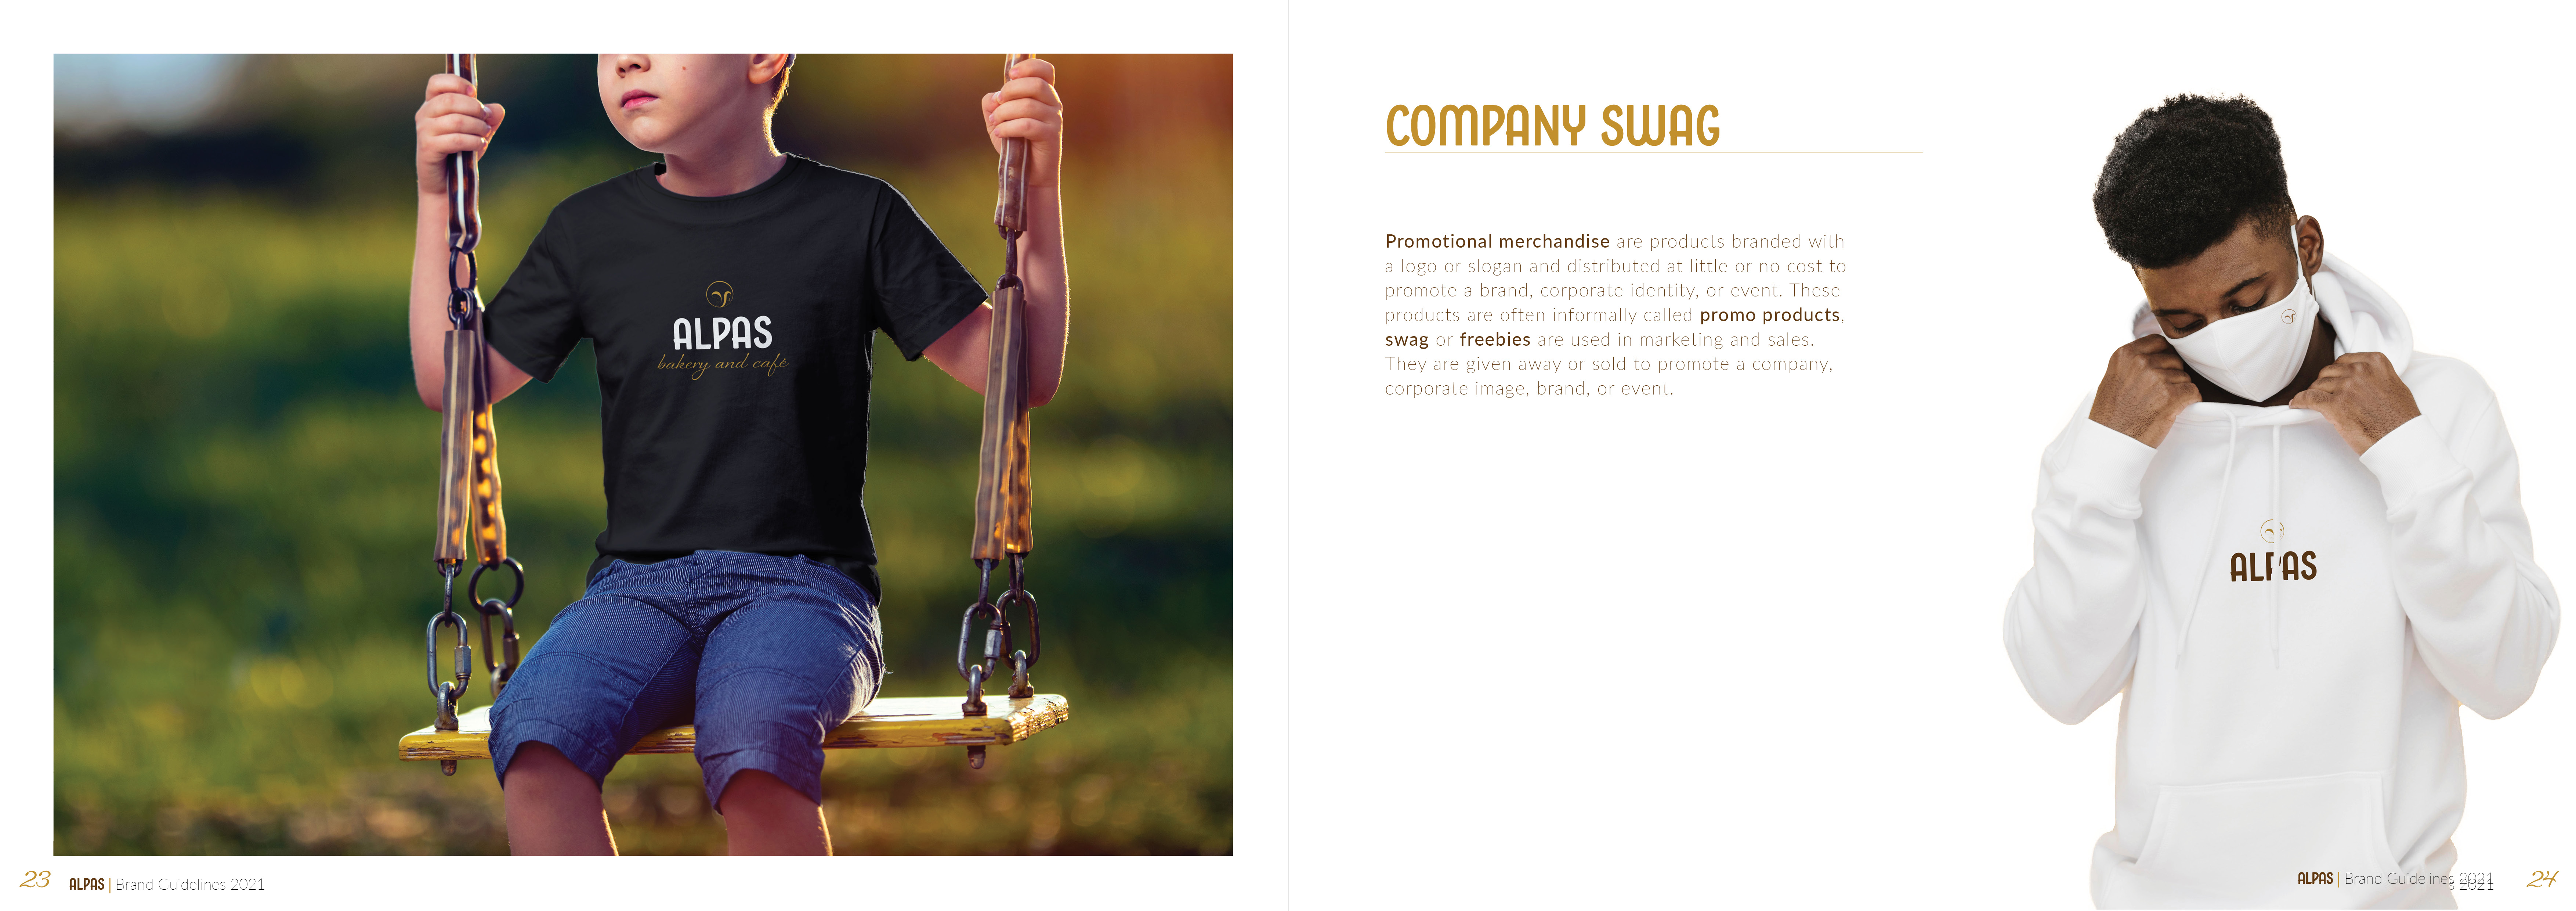 ALPAS
bakery and café
23 ALPAS | Brand Guidelines 2021
COMPANY SWAG
Promotional merchandise are products branded with
a logo or slogan and distributed at little or no cost to
promote a brand, corporate identity, or event. These
products are often informally called promo products,
swag or freebies are used in marketing and sales.
They are given away or sold to promote a company,
corporate image, brand, or event.
ALPAS
ALPAS | Brand Guidelines 2021 24